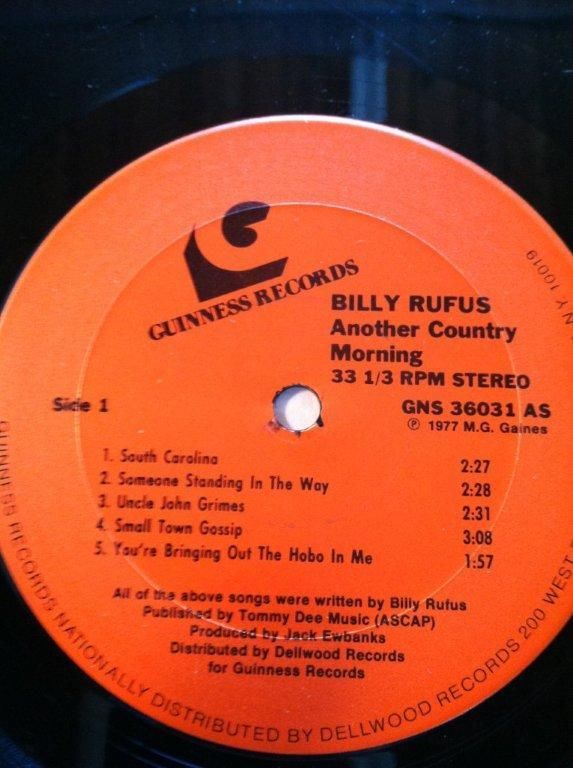 GUINNESS RECORDS
BILLY RUFUS
Another Country
Morning
33 1/3 RPM STEREO
Side 1
GNS 36031 AS
℗ 1977 M.G. Gaines
1. South Carolina 2:27
2. Someone Standing In The Way 2:28
3. Uncle John Grimes 2:31
4. Small Town Gossip 3:08
5. You're Bringing Out The Hobo In Me 1:57
All of the above songs were written by Billy Rufus
Published by Tommy Dee Music (ASCAP)
Produced by Jack Ewbanks
Distributed by Dellwood Records
for Guinness Records
GUINNESS RECORDS NATIONALLY DISTRIBUTED BY DELLWOOD RECORDS 200 WEST
NY 10019